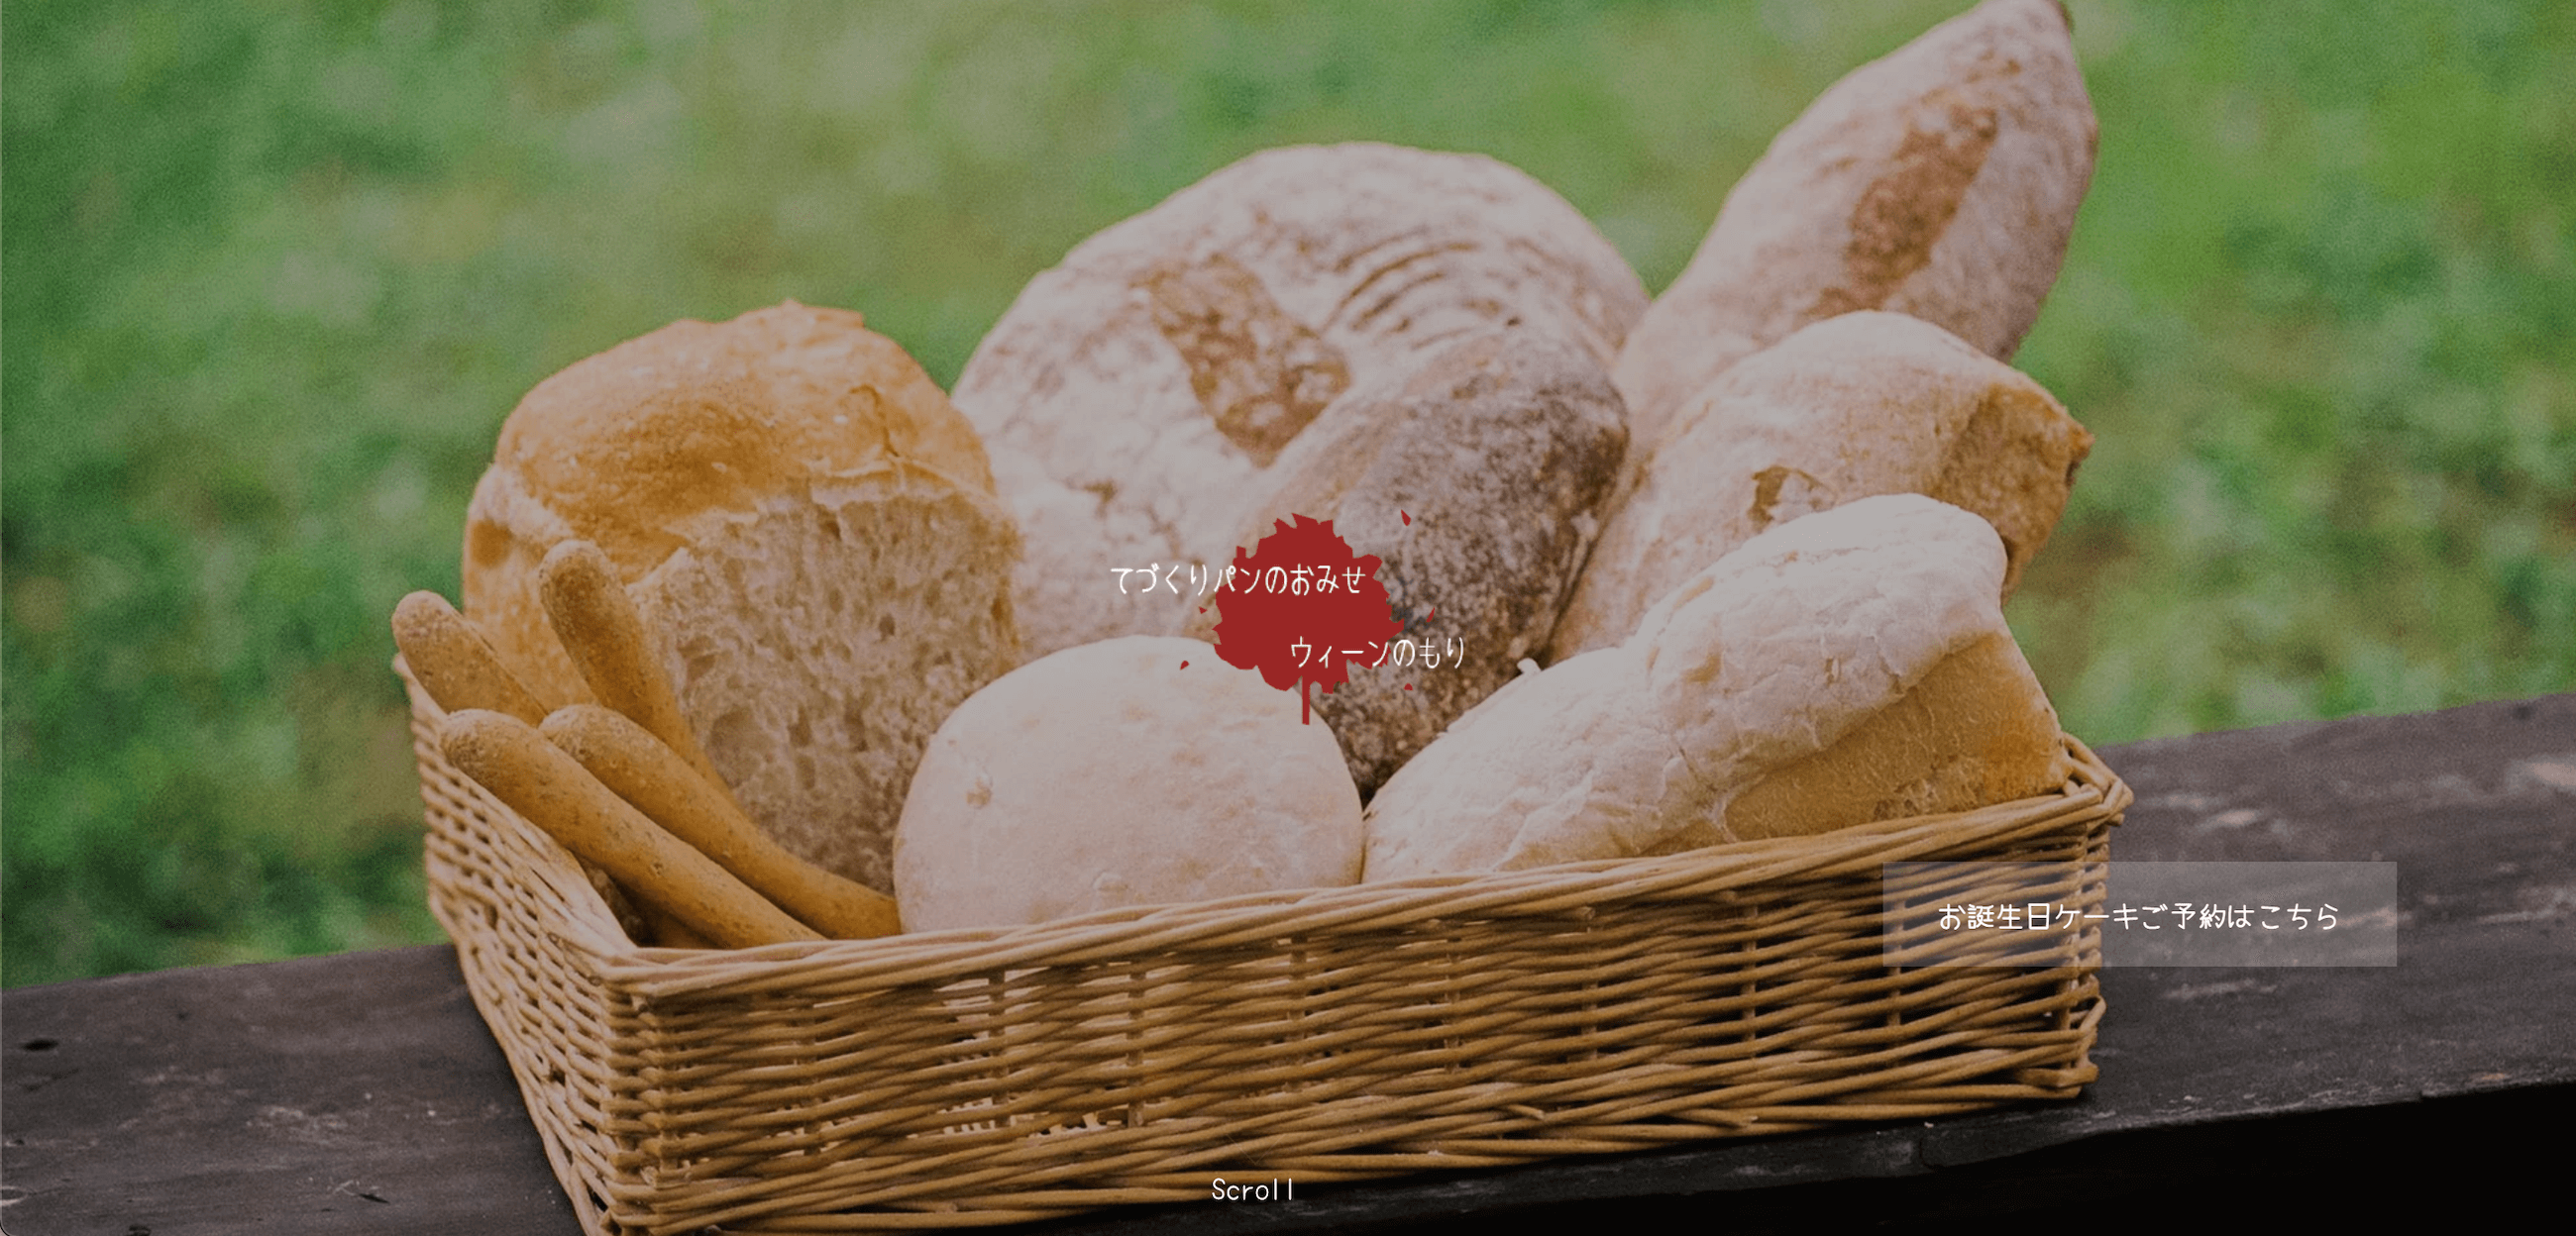 てづくりパンのおみせ
ウィーンのもり
お誕生日ケーキご予約はこちら
Scroll